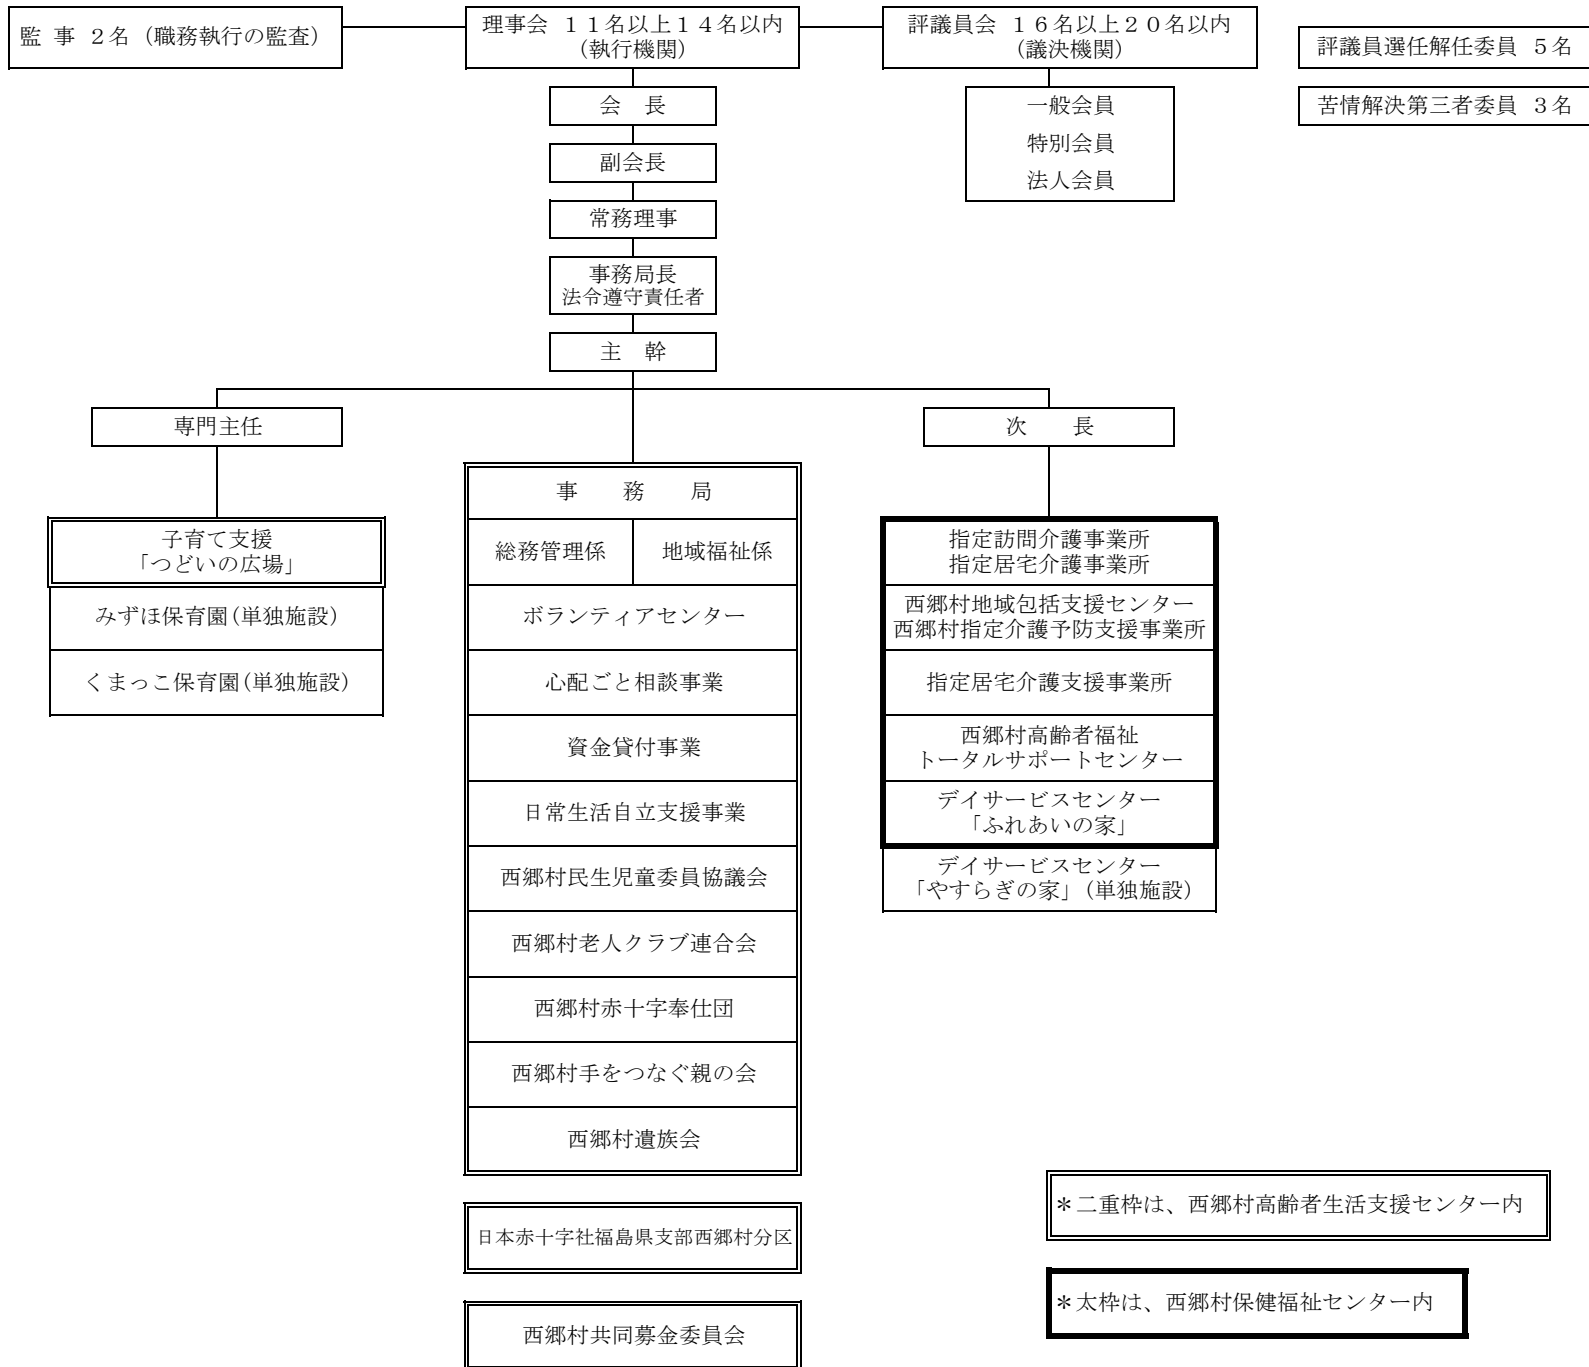 監 事 2名 (職務執行の監査)
理事会 11名以上14名以内
(執行機関)
評議員会 16名以上20名以内
(議決機関)
評議員選任解任委員 5名
苦情解決第三者委員 3名
一般会員
特別会員
法人会員
会 長
副会長
常務理事
事務局長
法令遵守責任者
主 幹
専門主任
次 長
子育て支援
「つどいの広場」
みずほ保育園(単独施設)
くまっこ保育園(単独施設)
事 務 局
総務管理係
地域福祉係
ボランティアセンター
心配ごと相談事業
資金貸付事業
日常生活自立支援事業
西郷村民生児童委員協議会
西郷村老人クラブ連合会
西郷村赤十字奉仕団
西郷村手をつなぐ親の会
西郷村遺族会
日本赤十字社福島県支部西郷村分区
西郷村共同募金委員会
指定訪問介護事業所
指定居宅介護事業所
西郷村地域包括支援センター
西郷村指定介護予防支援事業所
指定居宅介護支援事業所
西郷村高齢者福祉
トータルサポートセンター
デイサービスセンター
「ふれあいの家」
デイサービスセンター
「やすらぎの家」(単独施設)
＊二重枠は、西郷村高齢者生活支援センター内
＊太枠は、西郷村保健福祉センター内